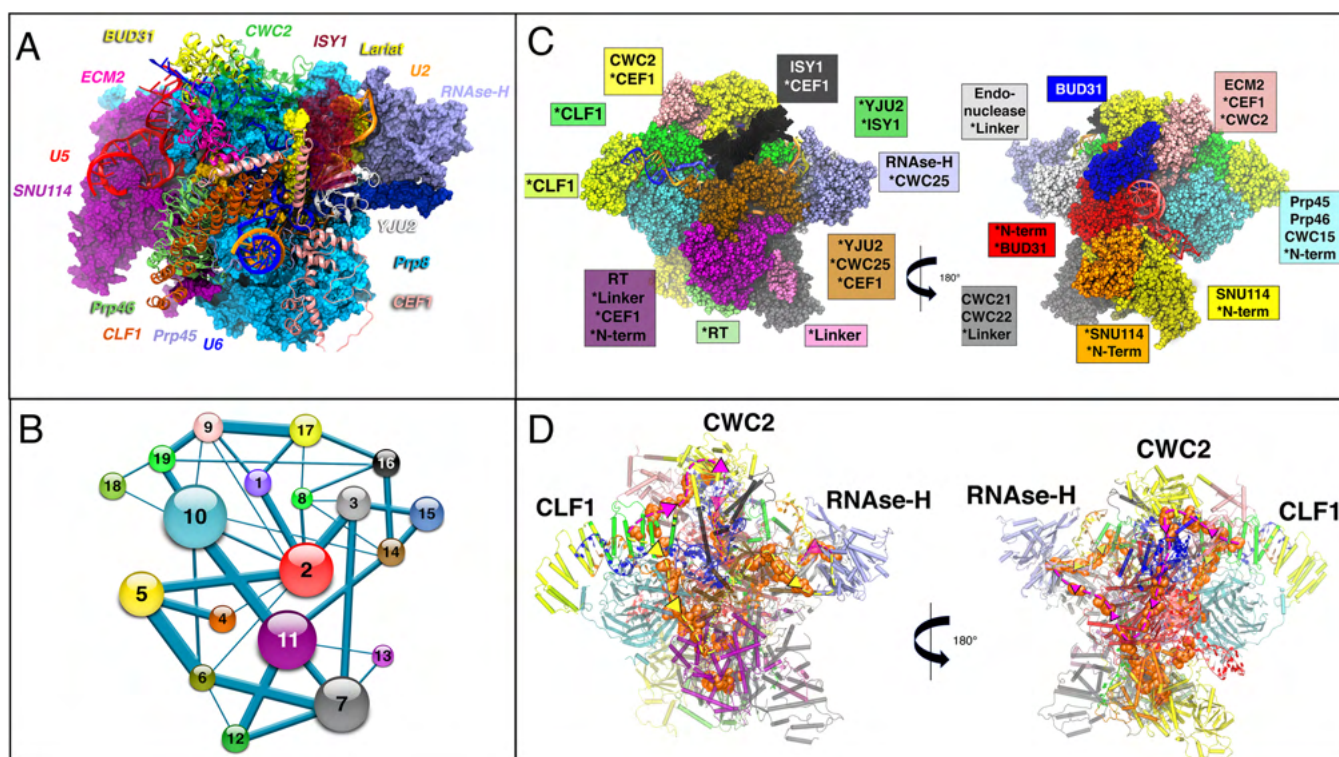 A
BUD31
CWC2
ISY1
Lariat
U2
RNAse-H
ECM2
U5
SNU114
YJU2
Prp8
CEF1
Prp46
CLF1
Prp45
U6
C
CWC2
*CEF1
ISY1
*CEF1
*YJU2
*ISY1
*CLF1
RNAse-H
*CWC25
*CLF1
*YJU2
*CWC25
*CEF1
RT
*Linker
*CEF1
*N-term
*RT
*Linker
180°
Endo-
nuclease
*Linker
BUD31
ECM2
*CEF1
*CWC2
*N-term
*BUD31
Prp45
Prp46
CWC15
*N-term
CWC21
CWC22
*Linker
SNU114
*N-term
*SNU114
*N-Term
B
9
17
19
16
18
1
8
3
15
10
14
2
5
4
11
13
6
7
12
D
CWC2
CLF1
RNAse-H
180°
CWC2
RNAse-H
CLF1